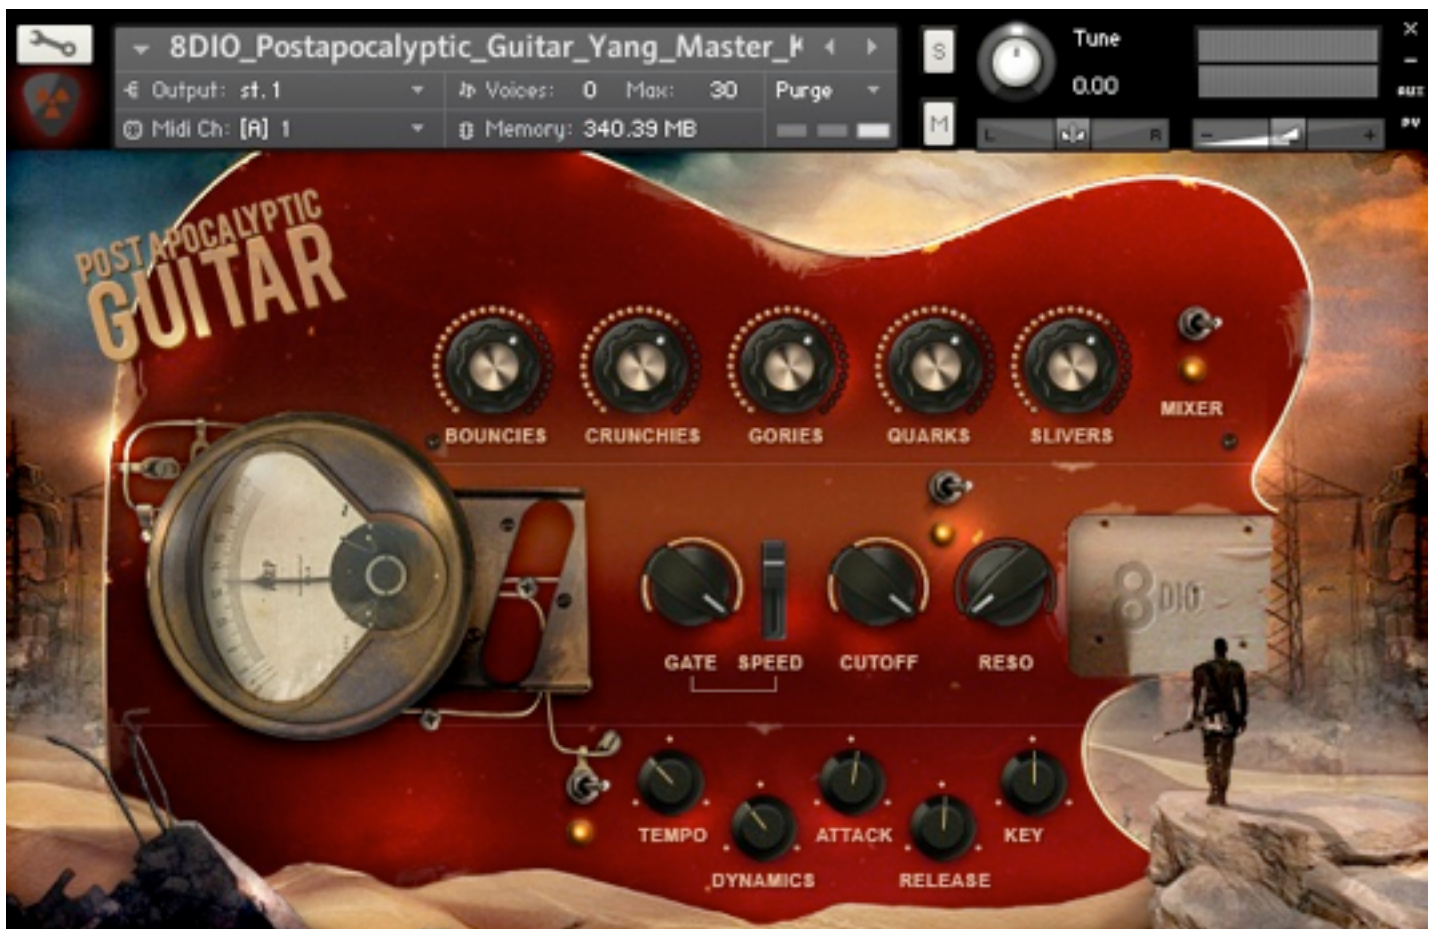 8DIO_Postapocalyptic_Guitar_Yang_Master_K
S
Tune
0.00
×
–
AUX
PV
Output: st.1
Voices: 0 Max: 30
Purge
Midi Ch: [A] 1
Memory: 340.39 MB
M
L
R
-
+
POST APOCALYPTIC
GUITAR
BOUNCIES
CRUNCHIES
GORIES
QUARKS
SLIVERS
MIXER
8DIO
GATE
SPEED
CUTOFF
RESO
TEMPO
ATTACK
KEY
DYNAMICS
RELEASE